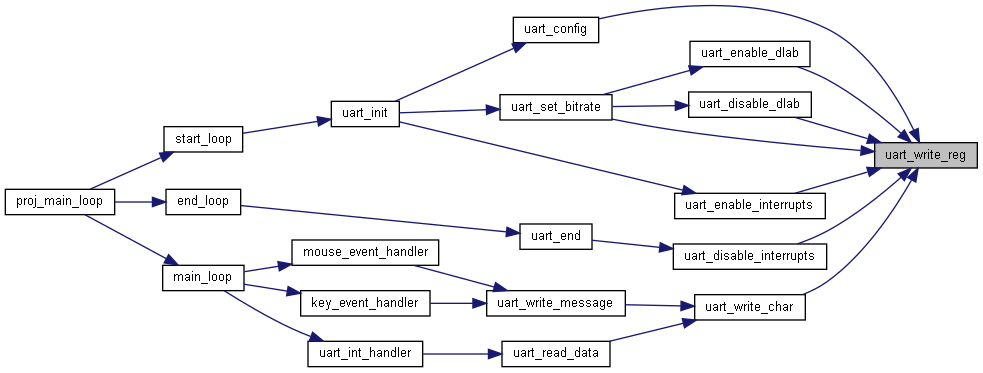 uart_config
uart_enable_dlab
uart_set_bitrate
uart_disable_dlab
uart_init
start_loop
uart_write_reg
proj_main_loop
end_loop
uart_enable_interrupts
uart_end
mouse_event_handler
uart_disable_interrupts
main_loop
key_event_handler
uart_write_message
uart_write_char
uart_int_handler
uart_read_data